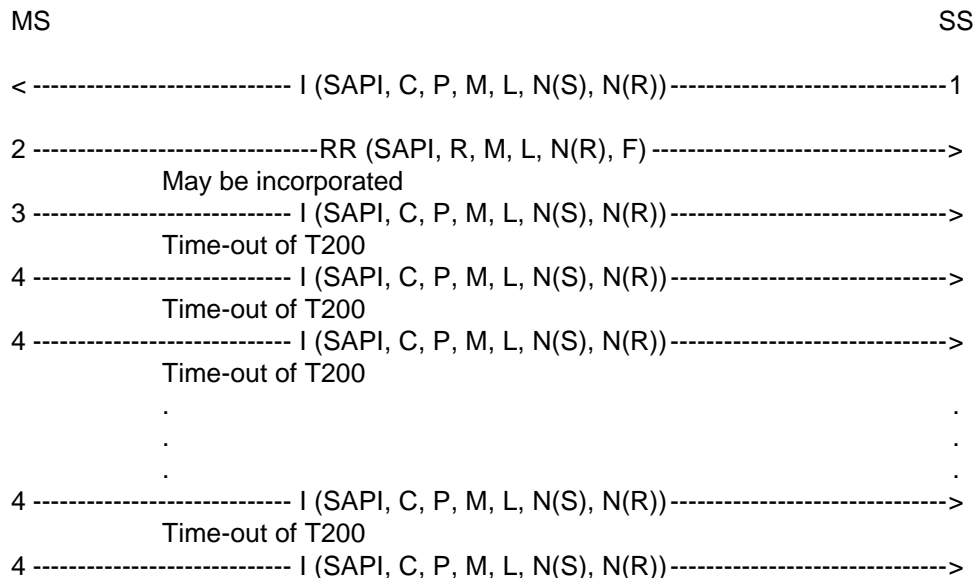 MS SS
< ----------------------------- I (SAPI, C, P, M, L, N(S), N(R))-------------------------------1
2 --------------------------------RR (SAPI, R, M, L, N(R), F) --------------------------------->
May be incorporated
3 ----------------------------- I (SAPI, C, P, M, L, N(S), N(R))------------------------------->
Time-out of T200
4 ----------------------------- I (SAPI, C, P, M, L, N(S), N(R))------------------------------->
Time-out of T200
4 ----------------------------- I (SAPI, C, P, M, L, N(S), N(R))------------------------------->
Time-out of T200
. .
. .
. .
4 ----------------------------- I (SAPI, C, P, M, L, N(S), N(R))------------------------------->
Time-out of T200
4 ----------------------------- I (SAPI, C, P, M, L, N(S), N(R))------------------------------->